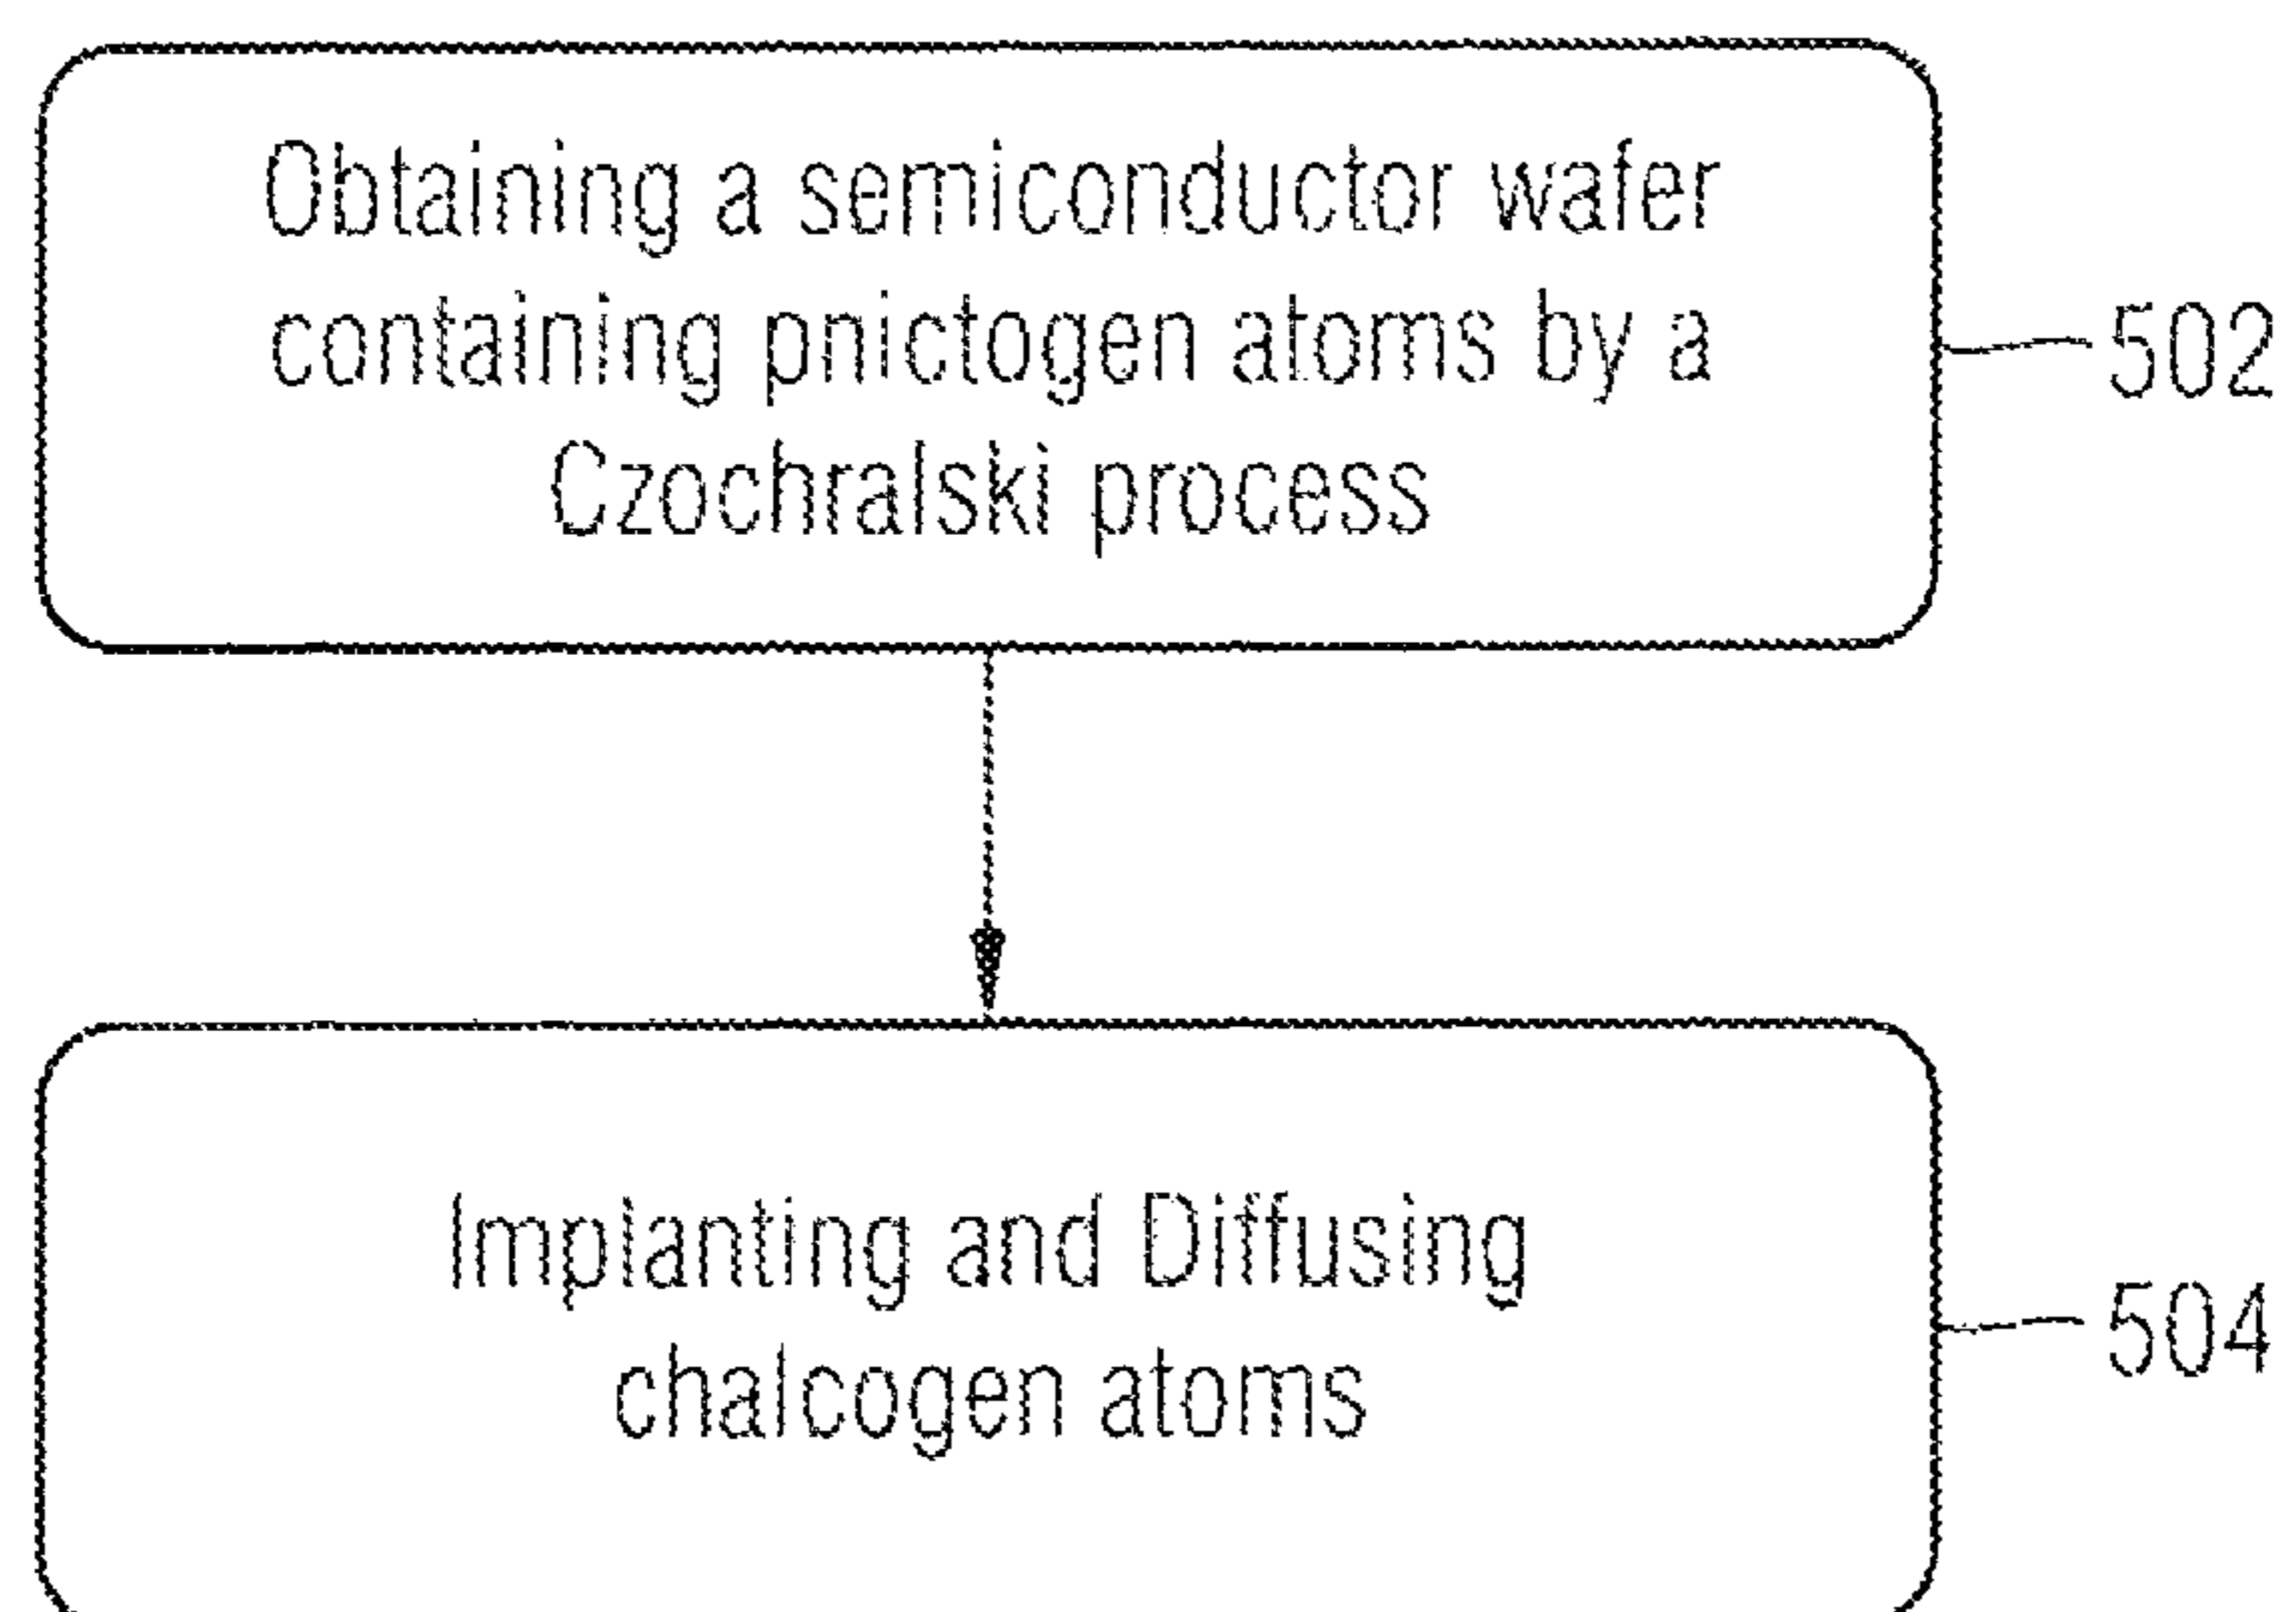 Obtaining a semiconductor wafer
containing pnictogen atoms by a
Czochralski process
502
Implanting and Diffusing
chalcogen atoms
504